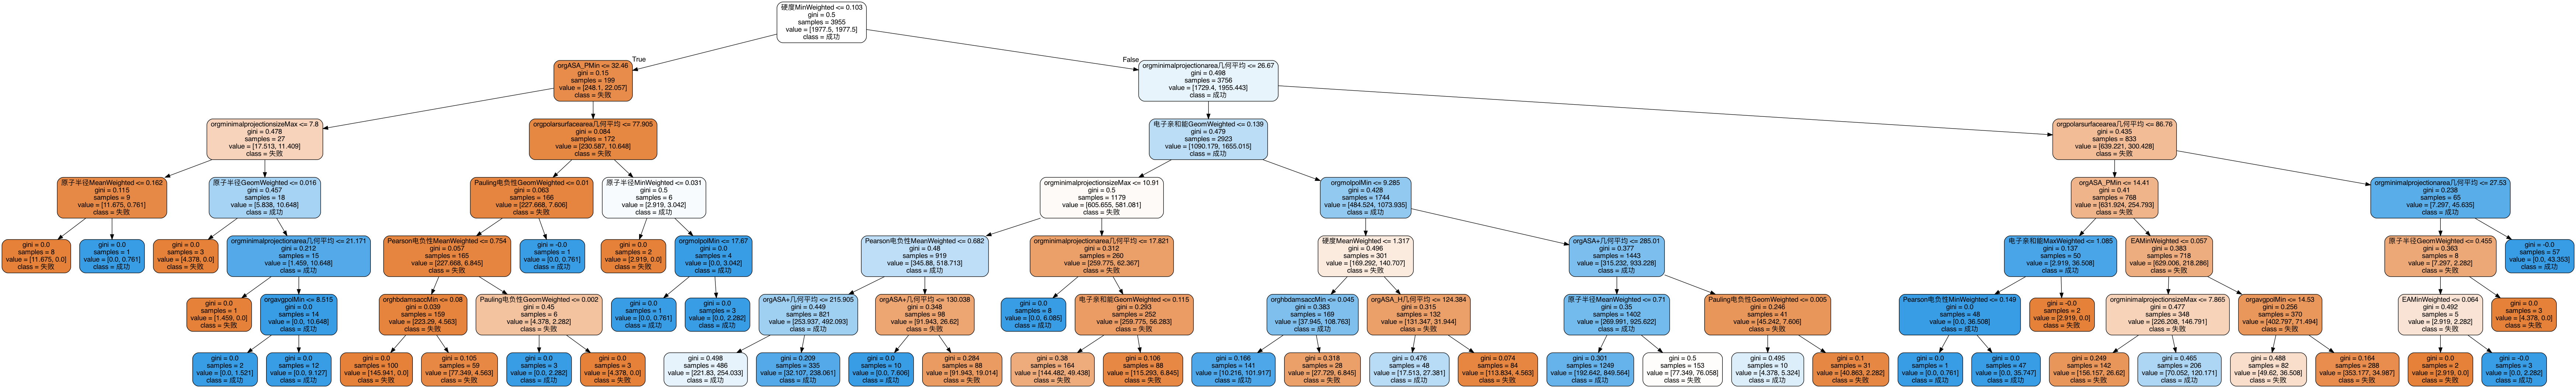 硬度MinWeighted <= 0.103
gini = 0.5
samples = 3955
value = [1977.5, 1977.5]
class = 成功
True
False
orgASA_PMin <= 32.46
gini = 0.15
samples = 199
value = [248.1, 22.057]
class = 失败
orgminimalprojectionarea几何平均 <= 26.67
gini = 0.498
samples = 3756
value = [1729.4, 1955.443]
class = 成功
orgminimalprojectionsizeMax <= 7.8
gini = 0.478
samples = 27
value = [17.513, 11.409]
class = 失败
orgpolarsurfacearea几何平均 <= 77.905
gini = 0.084
samples = 172
value = [230.587, 10.648]
class = 失败
电子亲和能GeomWeighted <= 0.139
gini = 0.479
samples = 2923
value = [1090.179, 1655.015]
class = 成功
orgpolarsurfacearea几何平均 <= 86.76
gini = 0.435
samples = 833
value = [639.221, 300.428]
class = 失败
原子半径MeanWeighted <= 0.162
gini = 0.115
samples = 9
value = [11.675, 0.761]
class = 失败
原子半径GeomWeighted <= 0.016
gini = 0.457
samples = 18
value = [5.838, 10.648]
class = 成功
Pauling电负性GeomWeighted <= 0.01
gini = 0.063
samples = 166
value = [227.668, 7.606]
class = 失败
原子半径MinWeighted <= 0.031
gini = 0.5
samples = 6
value = [2.919, 3.042]
class = 成功
orgminimalprojectionsizeMax <= 10.91
gini = 0.5
samples = 1179
value = [605.655, 581.081]
class = 失败
orgmolpolMin <= 9.285
gini = 0.428
samples = 1744
value = [484.524, 1073.935]
class = 成功
orgASA_PMin <= 14.41
gini = 0.41
samples = 768
value = [631.924, 254.793]
class = 失败
orgminimalprojectionarea几何平均 <= 27.53
gini = 0.238
samples = 65
value = [7.297, 45.635]
class = 成功
gini = 0.0
samples = 8
value = [11.675, 0.0]
class = 失败
gini = 0.0
samples = 1
value = [0.0, 0.761]
class = 成功
gini = 0.0
samples = 3
value = [4.378, 0.0]
class = 失败
orgminimalprojectionarea几何平均 <= 21.171
gini = 0.212
samples = 15
value = [1.459, 10.648]
class = 成功
Pearson电负性MeanWeighted <= 0.754
gini = 0.057
samples = 165
value = [227.668, 6.845]
class = 失败
gini = -0.0
samples = 1
value = [0.0, 0.761]
class = 成功
gini = 0.0
samples = 2
value = [2.919, 0.0]
class = 失败
orgmolpolMin <= 17.67
gini = 0.0
samples = 4
value = [0.0, 3.042]
class = 成功
Pearson电负性MeanWeighted <= 0.682
gini = 0.48
samples = 919
value = [345.88, 518.713]
class = 成功
orgminimalprojectionarea几何平均 <= 17.821
gini = 0.312
samples = 260
value = [259.775, 62.367]
class = 失败
硬度MeanWeighted <= 1.317
gini = 0.496
samples = 301
value = [169.292, 140.707]
class = 失败
orgASA+几何平均 <= 285.01
gini = 0.377
samples = 1443
value = [315.232, 933.228]
class = 成功
电子亲和能MaxWeighted <= 1.085
gini = 0.137
samples = 50
value = [2.919, 36.508]
class = 成功
EAMinWeighted <= 0.057
gini = 0.383
samples = 718
value = [629.006, 218.286]
class = 失败
原子半径GeomWeighted <= 0.455
gini = 0.363
samples = 8
value = [7.297, 2.282]
class = 失败
gini = -0.0
samples = 57
value = [0.0, 43.353]
class = 成功
gini = 0.0
samples = 1
value = [1.459, 0.0]
class = 失败
orgavgpolMin <= 8.515
gini = 0.0
samples = 14
value = [0.0, 10.648]
class = 成功
orghbdamsaccMin <= 0.08
gini = 0.039
samples = 159
value = [223.29, 4.563]
class = 失败
Pauling电负性GeomWeighted <= 0.002
gini = 0.45
samples = 6
value = [4.378, 2.282]
class = 失败
gini = 0.0
samples = 1
value = [0.0, 0.761]
class = 成功
gini = 0.0
samples = 3
value = [0.0, 2.282]
class = 成功
orgASA+几何平均 <= 215.905
gini = 0.449
samples = 821
value = [253.937, 492.093]
class = 成功
orgASA+几何平均 <= 130.038
gini = 0.348
samples = 98
value = [91.943, 26.62]
class = 失败
gini = 0.0
samples = 8
value = [0.0, 6.085]
class = 成功
电子亲和能GeomWeighted <= 0.115
gini = 0.293
samples = 252
value = [259.775, 56.283]
class = 失败
orghbdamsaccMin <= 0.045
gini = 0.383
samples = 169
value = [37.945, 108.763]
class = 成功
orgASA_H几何平均 <= 124.384
gini = 0.315
samples = 132
value = [131.347, 31.944]
class = 失败
原子半径MeanWeighted <= 0.71
gini = 0.35
samples = 1402
value = [269.991, 925.622]
class = 成功
Pauling电负性GeomWeighted <= 0.005
gini = 0.246
samples = 41
value = [45.242, 7.606]
class = 失败
Pearson电负性MinWeighted <= 0.149
gini = 0.0
samples = 48
value = [0.0, 36.508]
class = 成功
gini = -0.0
samples = 2
value = [2.919, 0.0]
class = 失败
orgminimalprojectionsizeMax <= 7.865
gini = 0.477
samples = 348
value = [226.208, 146.791]
class = 失败
orgavgpolMin <= 14.53
gini = 0.256
samples = 370
value = [402.797, 71.494]
class = 失败
EAMinWeighted <= 0.064
gini = 0.492
samples = 5
value = [2.919, 2.282]
class = 失败
gini = 0.0
samples = 3
value = [4.378, 0.0]
class = 失败
gini = 0.0
samples = 2
value = [0.0, 1.521]
class = 成功
gini = 0.0
samples = 12
value = [0.0, 9.127]
class = 成功
gini = 0.0
samples = 100
value = [145.941, 0.0]
class = 失败
gini = 0.105
samples = 59
value = [77.349, 4.563]
class = 失败
gini = 0.0
samples = 3
value = [0.0, 2.282]
class = 成功
gini = 0.0
samples = 3
value = [4.378, 0.0]
class = 失败
gini = 0.498
samples = 486
value = [221.83, 254.033]
class = 成功
gini = 0.209
samples = 335
value = [32.107, 238.061]
class = 成功
gini = 0.0
samples = 10
value = [0.0, 7.606]
class = 成功
gini = 0.284
samples = 88
value = [91.943, 19.014]
class = 失败
gini = 0.38
samples = 164
value = [144.482, 49.438]
class = 失败
gini = 0.106
samples = 88
value = [115.293, 6.845]
class = 失败
gini = 0.166
samples = 141
value = [10.216, 101.917]
class = 成功
gini = 0.318
samples = 28
value = [27.729, 6.845]
class = 失败
gini = 0.476
samples = 48
value = [17.513, 27.381]
class = 成功
gini = 0.074
samples = 84
value = [113.834, 4.563]
class = 失败
gini = 0.301
samples = 1249
value = [192.642, 849.564]
class = 成功
gini = 0.5
samples = 153
value = [77.349, 76.058]
class = 失败
gini = 0.495
samples = 10
value = [4.378, 5.324]
class = 成功
gini = 0.1
samples = 31
value = [40.863, 2.282]
class = 失败
gini = 0.0
samples = 1
value = [0.0, 0.761]
class = 成功
gini = 0.0
samples = 47
value = [0.0, 35.747]
class = 成功
gini = 0.249
samples = 142
value = [156.157, 26.62]
class = 失败
gini = 0.465
samples = 206
value = [70.052, 120.171]
class = 成功
gini = 0.488
samples = 82
value = [49.62, 36.508]
class = 失败
gini = 0.164
samples = 288
value = [353.177, 34.987]
class = 失败
gini = 0.0
samples = 2
value = [2.919, 0.0]
class = 失败
gini = -0.0
samples = 3
value = [0.0, 2.282]
class = 成功